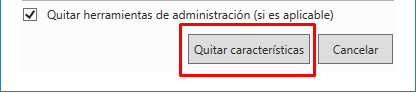 Quitar herramientas de administración (si es aplicable)
Quitar características Cancelar